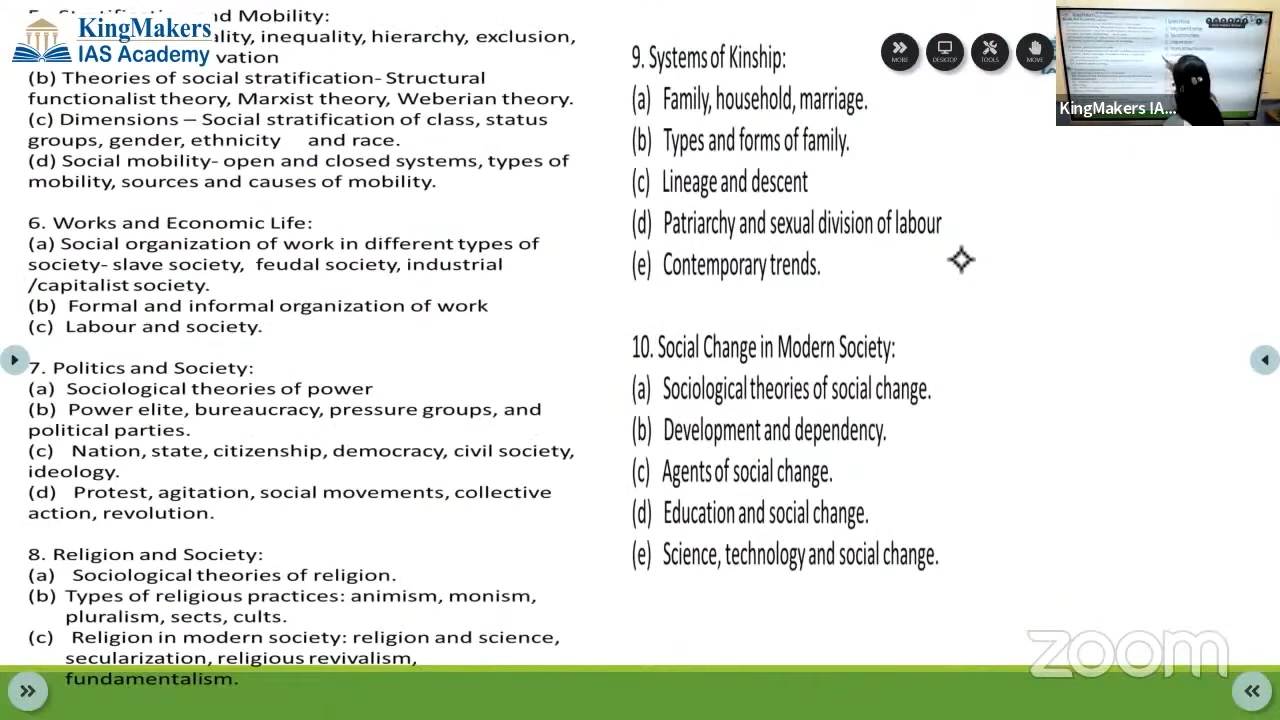 KingMakers
IAS Academy
and Mobility:
inequality,
(b) Theories of social stratification- Structural
functionalist theory, Marxist theory, Weberian theory.
(c) Dimensions – Social stratification of class, status
groups, gender, ethnicity and race.
(d) Social mobility- open and closed systems, types of
mobility, sources and causes of mobility.
6. Works and Economic Life:
(a) Social organization of work in different types of
society- slave society, feudal society, industrial
/capitalist society.
(b) Formal and informal organization of work
(c) Labour and society.
7. Politics and Society:
(a) Sociological theories of power
(b) Power elite, bureaucracy, pressure groups, and
political parties.
(c) Nation, state, citizenship, democracy, civil society,
ideology.
(d) Protest, agitation, social movements, collective
action, revolution.
8. Religion and Society:
(a) Sociological theories of religion.
(b) Types of religious practices: animism, monism,
pluralism, sects, cults.
(c) Religion in modern society: religion and science,
secularization, religious revivalism,
fundamentalism.
9. Systems of Kinship:
(a) Family, household, marriage.
(b) Types and forms of family.
(c) Lineage and descent
(d) Patriarchy and sexual division of labour
(e) Contemporary trends.
10. Social Change in Modern Society:
(a) Sociological theories of social change.
(b) Development and dependency.
(c) Agents of social change.
(d) Education and social change.
(e) Science, technology and social change.
MORE
DESKTOP
TOOLS
MOVE
KingMakers IA...
zoom